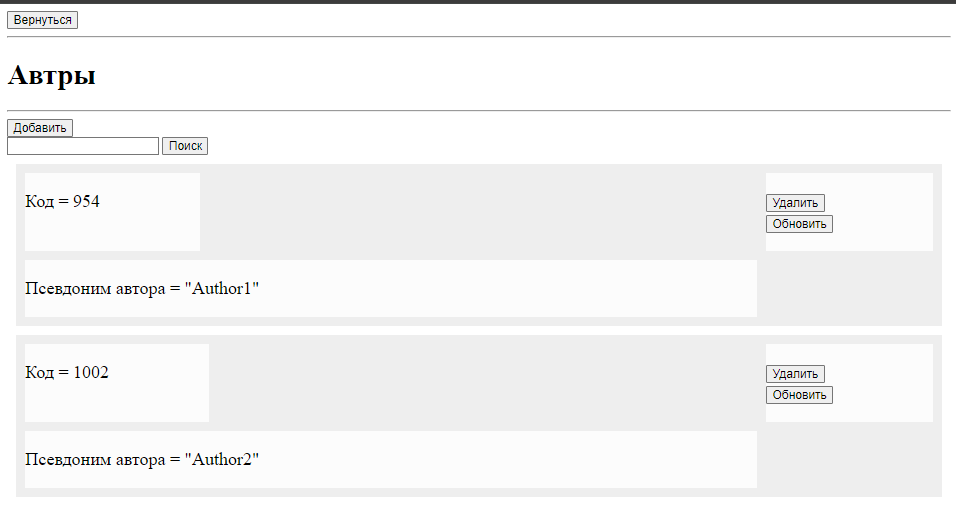 Вернуться
Автры
Добавить
Поиск
Код = 954
Удалить
Обновить
Псевдоним автора = "Author1"
Код = 1002
Удалить
Обновить
Псевдоним автора = "Author2"